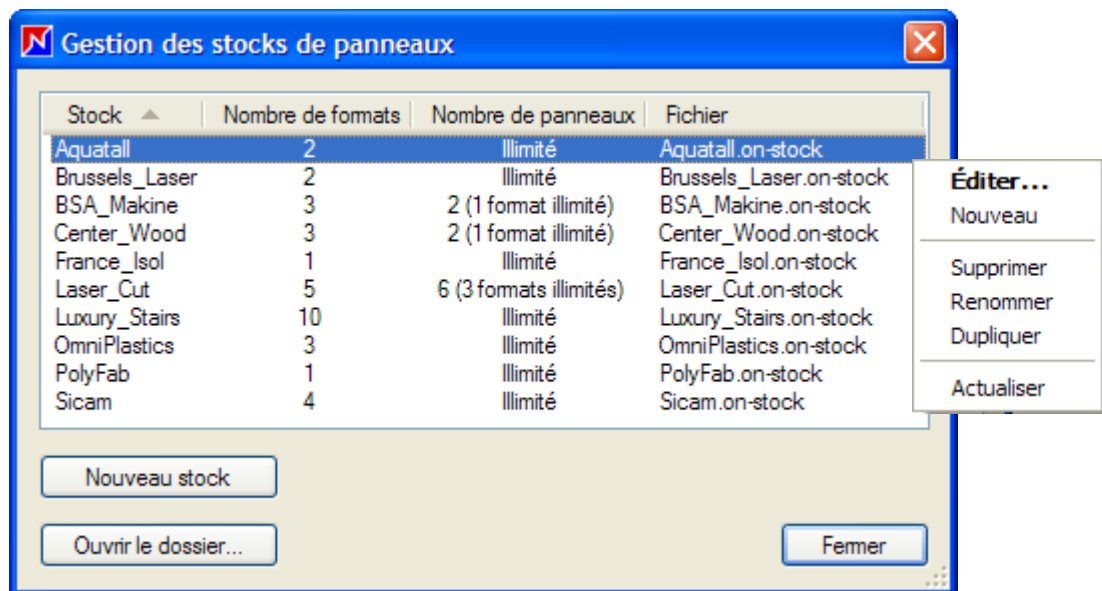 Gestion des stocks de panneaux
Stock Nombre de formats Nombre de panneaux Fichier
Aquatall 2 Illimité Aquatall.on-stock
Brussels_Laser 2 Illimité Brussels_Laser.on-stock
BSA_Makine 3 2 (1 format illimité) BSA_Makine.on-stock
Center_Wood 3 2 (1 format illimité) Center_Wood.on-stock
France_Isol 1 Illimité France_Isol.on-stock
Laser_Cut 5 6 (3 formats illimités) Laser_Cut.on-stock
Luxury_Stairs 10 Illimité Luxury_Stairs.on-stock
OmniPlastics 3 Illimité OmniPlastics.on-stock
PolyFab 1 Illimité PolyFab.on-stock
Sicam 4 Illimité Sicam.on-stock
Éditer...
Nouveau
Supprimer
Renommer
Dupliquer
Actualiser
Nouveau stock
Ouvrir le dossier...
Fermer